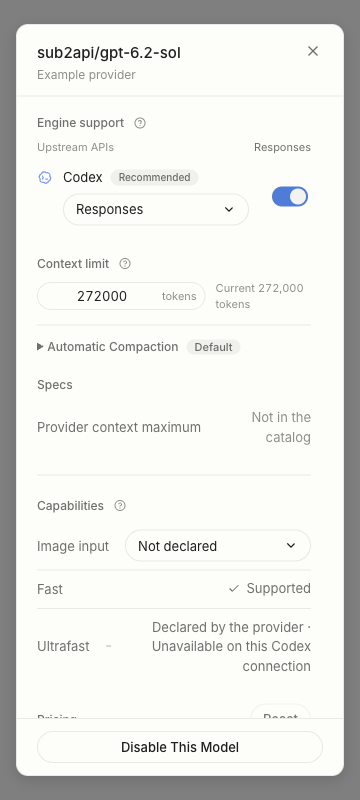 sub2api/gpt-6.2-sol
Example provider
Engine support
Upstream APIs Responses
Codex Recommended
Responses
Context limit
272000 tokens
Current 272,000
tokens
Automatic Compaction Default
Specs
Provider context maximum
Not in the
catalog
Capabilities
Image input Not declared
Fast Supported
Ultrafast -
Declared by the provider ·
Unavailable on this Codex
connection
Pricing Reset
Disable This Model